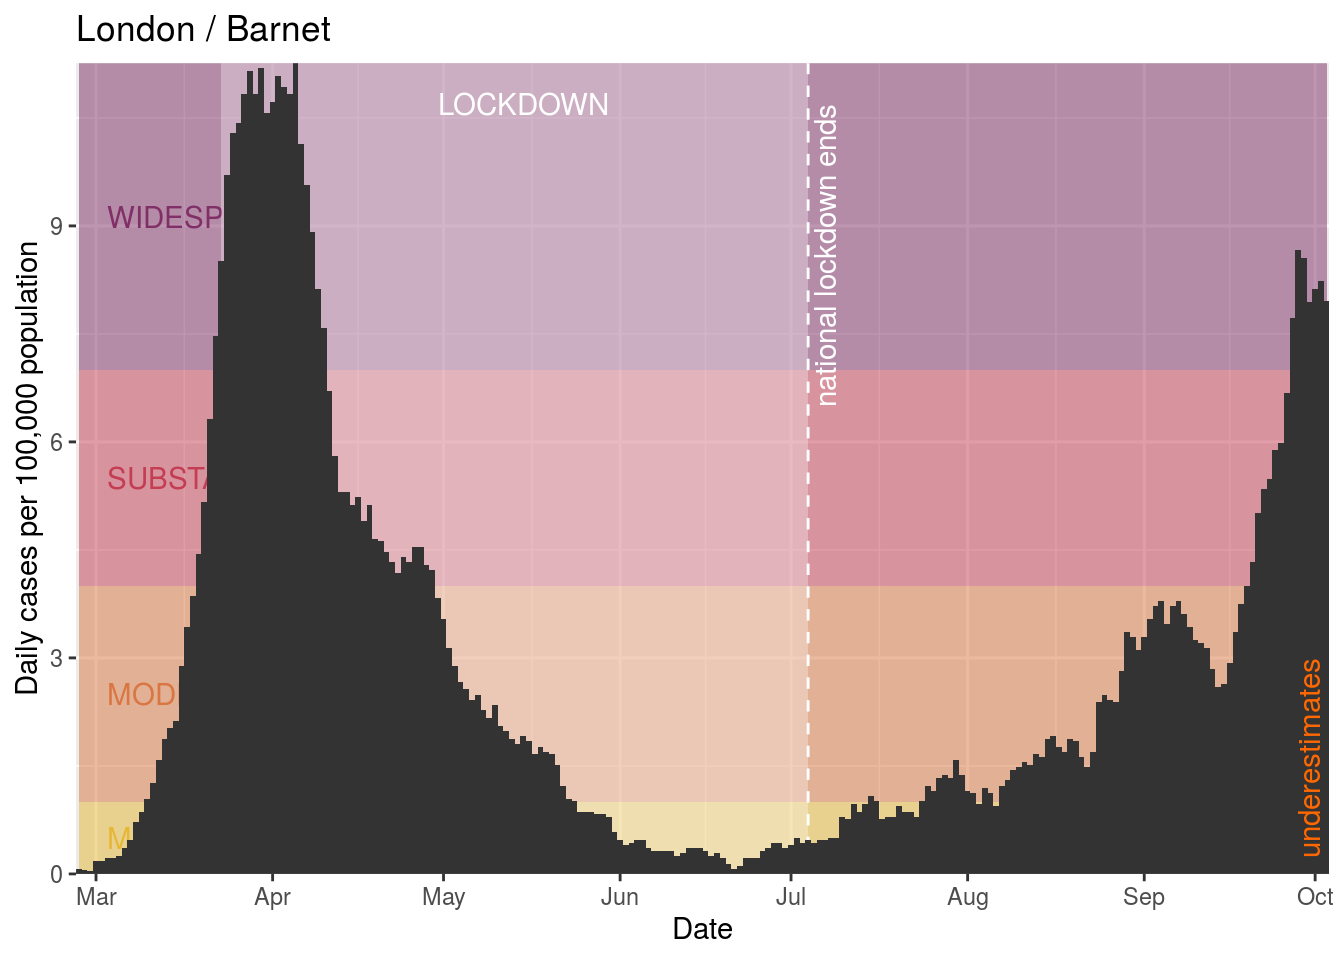 London / Barnet
LOCKDOWN
national lockdown ends
WIDESP
SUBSTA
MOD
M
underestimates
Daily cases per 100,000 population
9
6
3
0
Mar Apr May Jun Jul Aug Sep Oct
Date